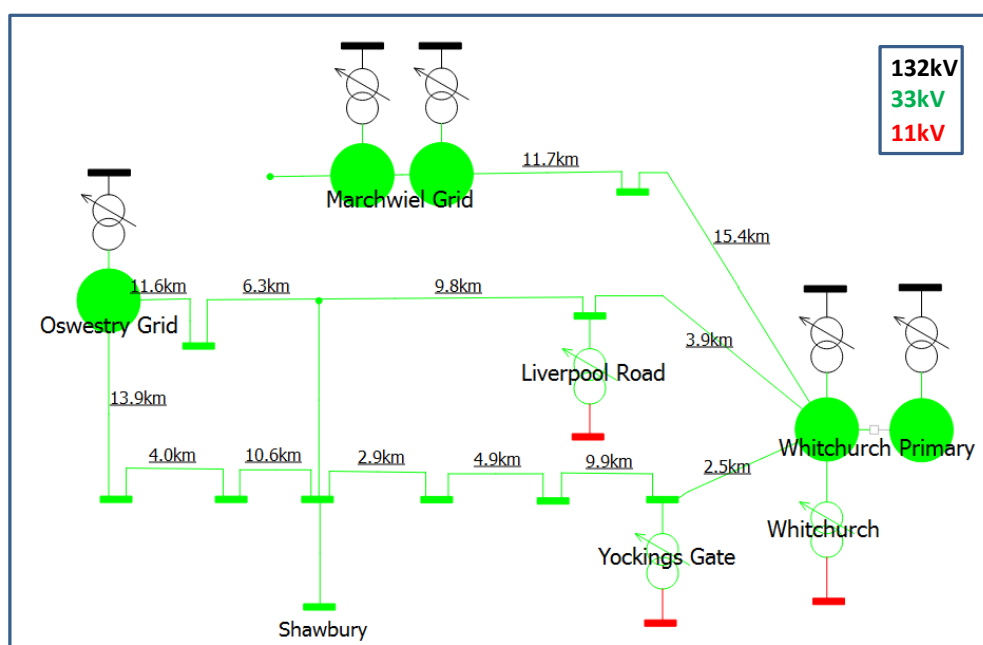 132kV
33kV
11kV
11.7km
Marchwiel Grid
15.4km
11.6km
6.3km
9.8km
Oswestry Grid
3.9km
Liverpool Road
13.9km
Whitchurch Primary
4.0km
10.6km
2.9km
4.9km
9.9km
2.5km
Whitchurch
Yockings Gate
Shawbury